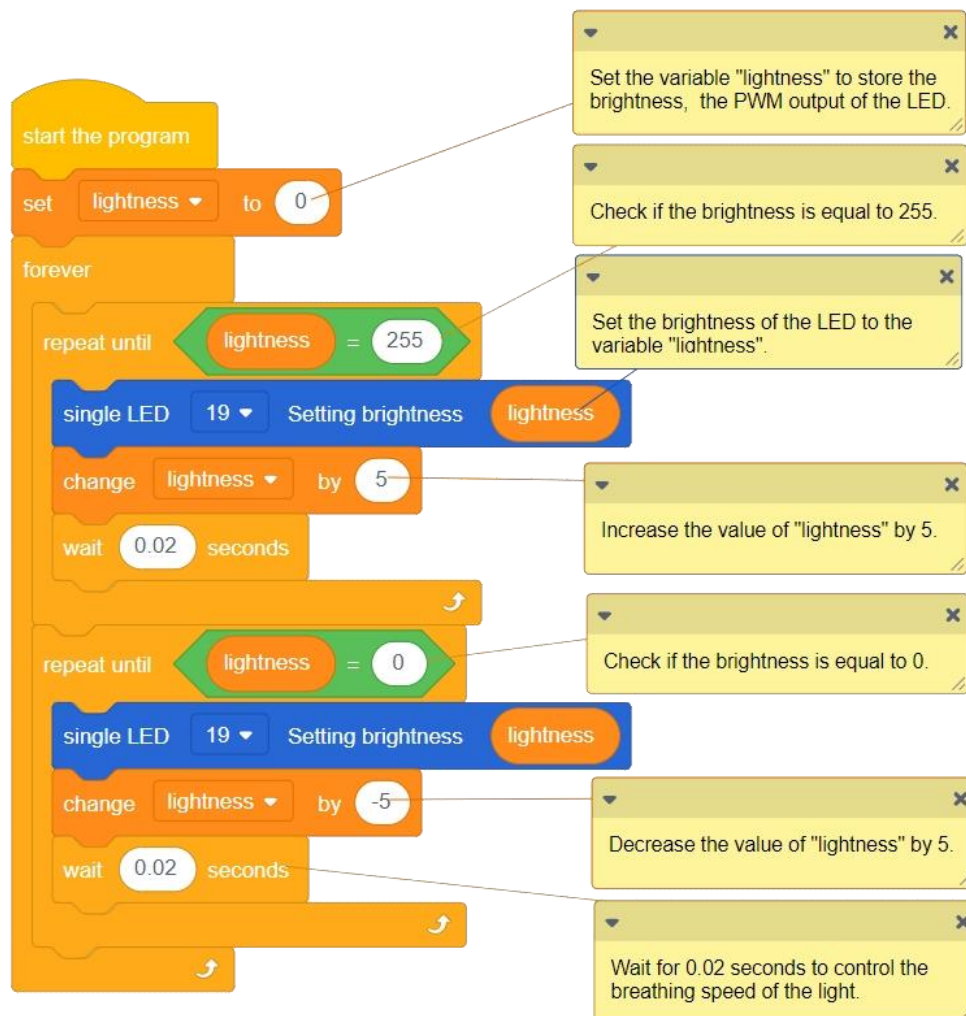 start the program
set lightness to 0
forever
repeat until lightness = 255
single LED 19 Setting brightness lightness
change lightness by 5
wait 0.02 seconds
repeat until lightness = 0
single LED 19 Setting brightness lightness
change lightness by -5
wait 0.02 seconds
Set the variable "lightness" to store the
brightness, the PWM output of the LED.
Check if the brightness is equal to 255.
Set the brightness of the LED to the
variable "lightness".
Increase the value of "lightness" by 5.
Check if the brightness is equal to 0.
Decrease the value of "lightness" by 5.
Wait for 0.02 seconds to control the
breathing speed of the light.